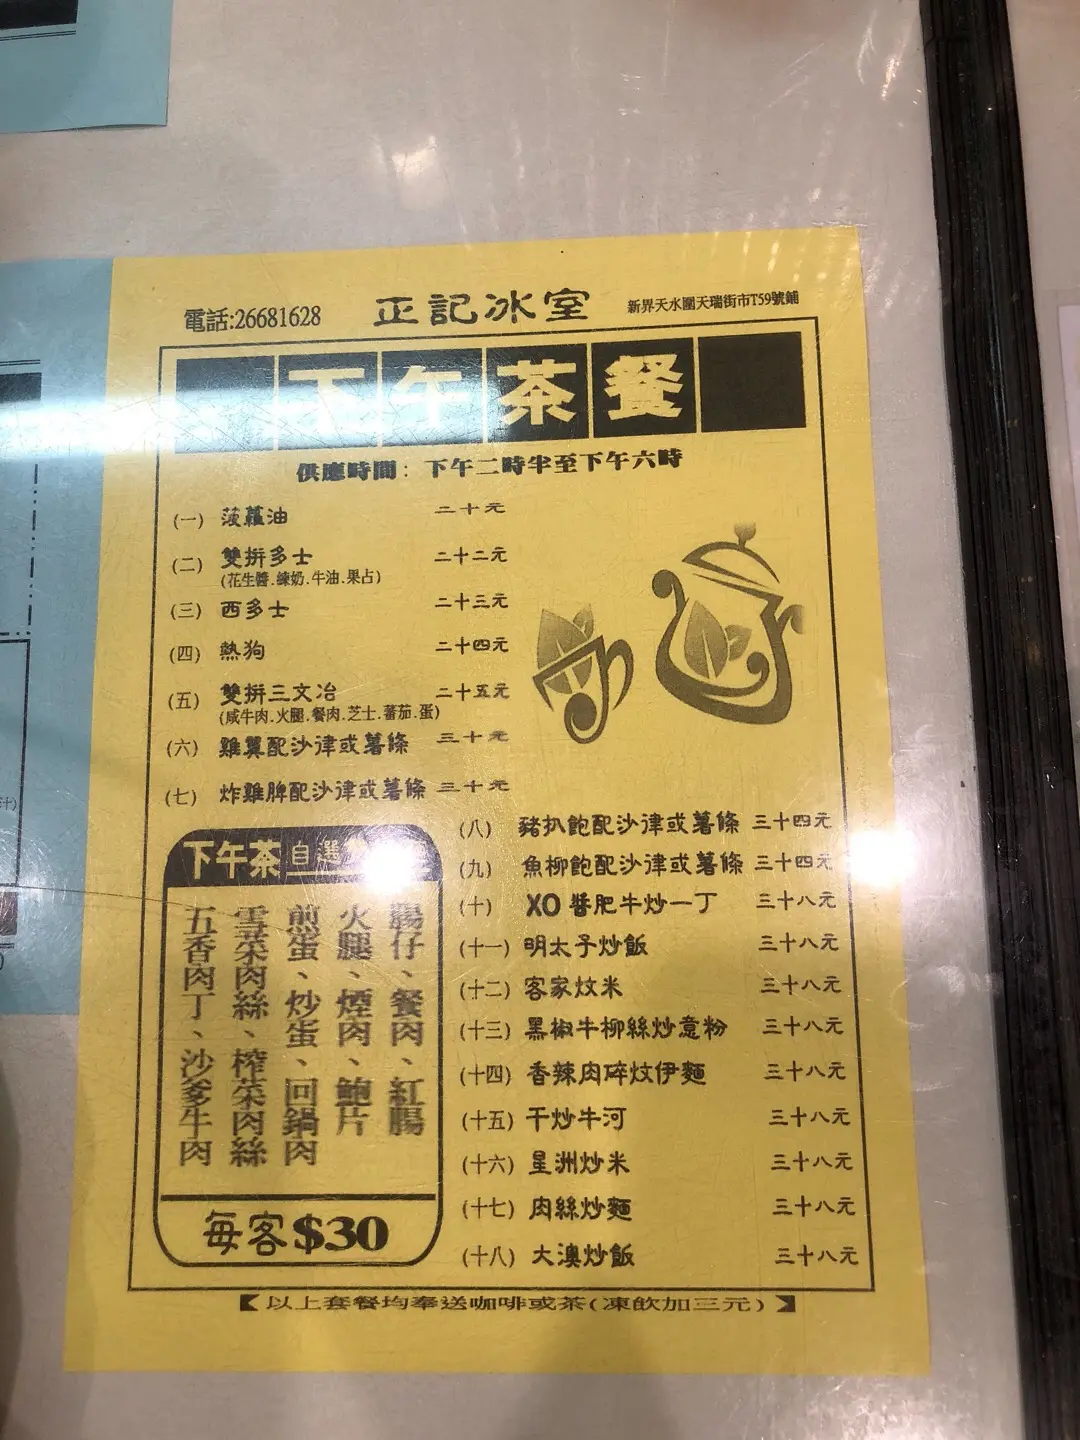 電話:26681628
正記冰室
新界天水圍天瑞街市T59號鋪
下午茶餐
供應時間：下午二時半至下午六時
(一) 菠蘿油 二十元
(二) 雙拼多士 二十二元
(花生醬.練奶.牛油.果占)
(三) 西多士 二十三元
(四) 熱狗 二十四元
(五) 雙拼三文冶 二十五元
(咸牛肉.火腿.餐肉.芝士.蕃茄.蛋)
(六) 雞翼配沙律或薯條 三十元
(七) 炸雞脾配沙律或薯條 三十元
(八) 豬扒飽配沙律或薯條 三十四元
(九) 魚柳飽配沙律或薯條 三十四元
(十) XO醬肥牛炒一丁 三十八元
(十一) 明太子炒飯 三十八元
(十二) 客家炆米 三十八元
(十三) 黑椒牛柳絲炒意粉 三十八元
(十四) 香辣肉碎炆伊麵 三十八元
(十五) 干炒牛河 三十八元
(十六) 星洲炒米 三十八元
(十七) 肉絲炒麵 三十八元
(十八) 大澳炒飯 三十八元
下午茶自選
腸仔、餐肉、紅腸
火腿、煙肉、鮑片
煎蛋、炒蛋、回鍋肉
雪菜肉絲、榨菜肉絲
五香肉丁、沙爹牛肉
每客$30
【以上套餐均奉送咖啡或茶(凍飲加三元)】